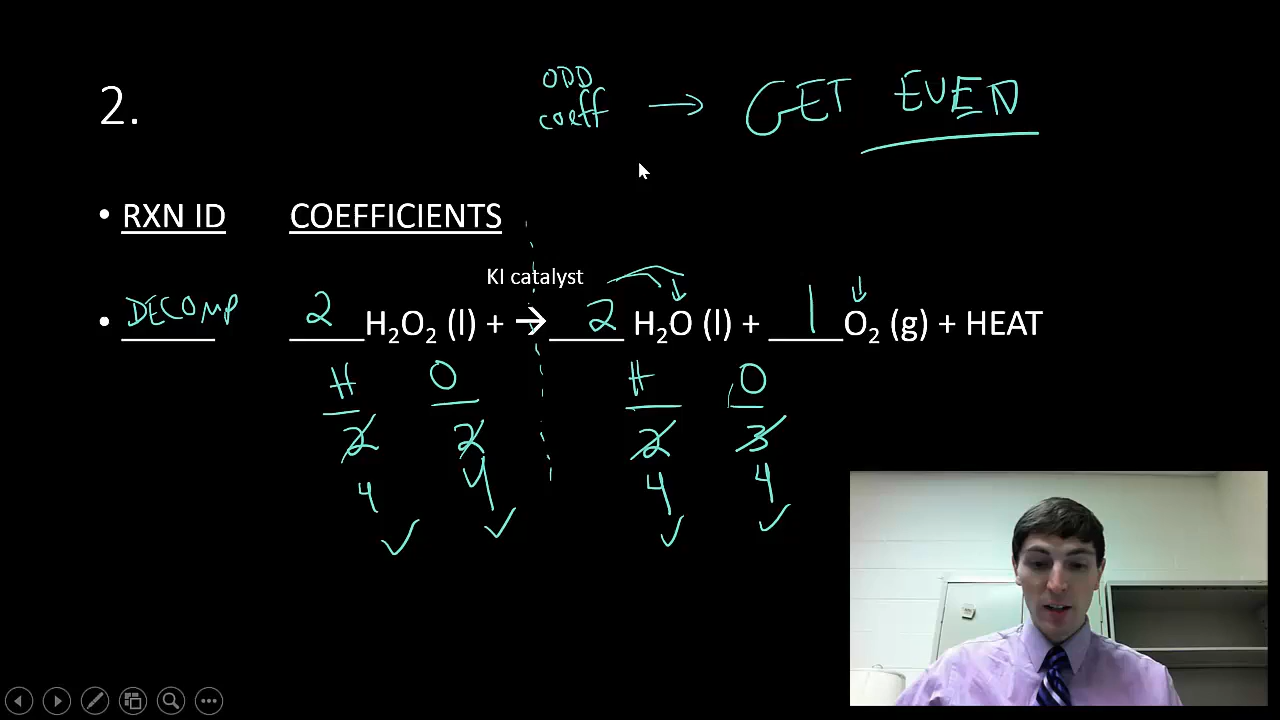 2.
ODD
coeff → GET EVEN
• RXN ID COEFFICIENTS
KI catalyst
• DECOMP 2 H₂O₂ (l) + → 2 H₂O (l) + 1 O₂ (g) + HEAT
H O H O
2 2 2 3
4 4 4 4
✓ ✓ ✓ ✓